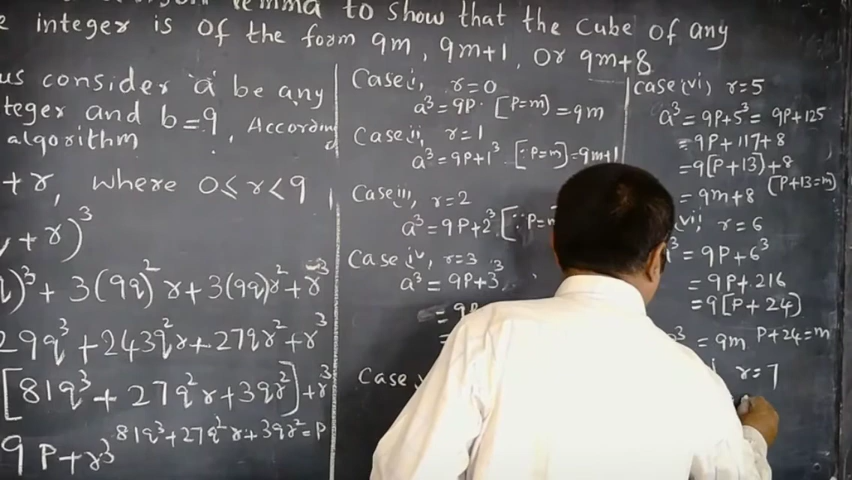 lemma to show that the cube of any
integer is of the form 9m, 9m+1, or 9m+8
us consider 'a' be any
teger and b=9. According
algorithm
+ r, where 0≤ r < 9
+ r)³
)³ + 3(9q)²r + 3(9q)r² + r³
29q³ + 243q²r + 27qr² + r³
[81q³ + 27q²r + 3qr²] + r³
81q³+27q²r+3qr²=P
9P+r³
Case i, r=0
a³ = 9P. [P=m] = 9m
Case ii, r=1
a³ = 9P+1³. [∵P=m] = 9m+1
Case iii, r=2
a³ = 9P+2³. [∵P=m
Case iv, r=3
a³ = 9P+3³
= 9P
Case v
Case (vi) r=5
a³ = 9P+5³ = 9P+125
= 9P+117+8
= 9(P+13)+8
= 9m+8 (P+13=m)
(vi) r=6
³ = 9P+6³
= 9P+216
= 9(P+24)
a³ = 9m P+24=m
r=7